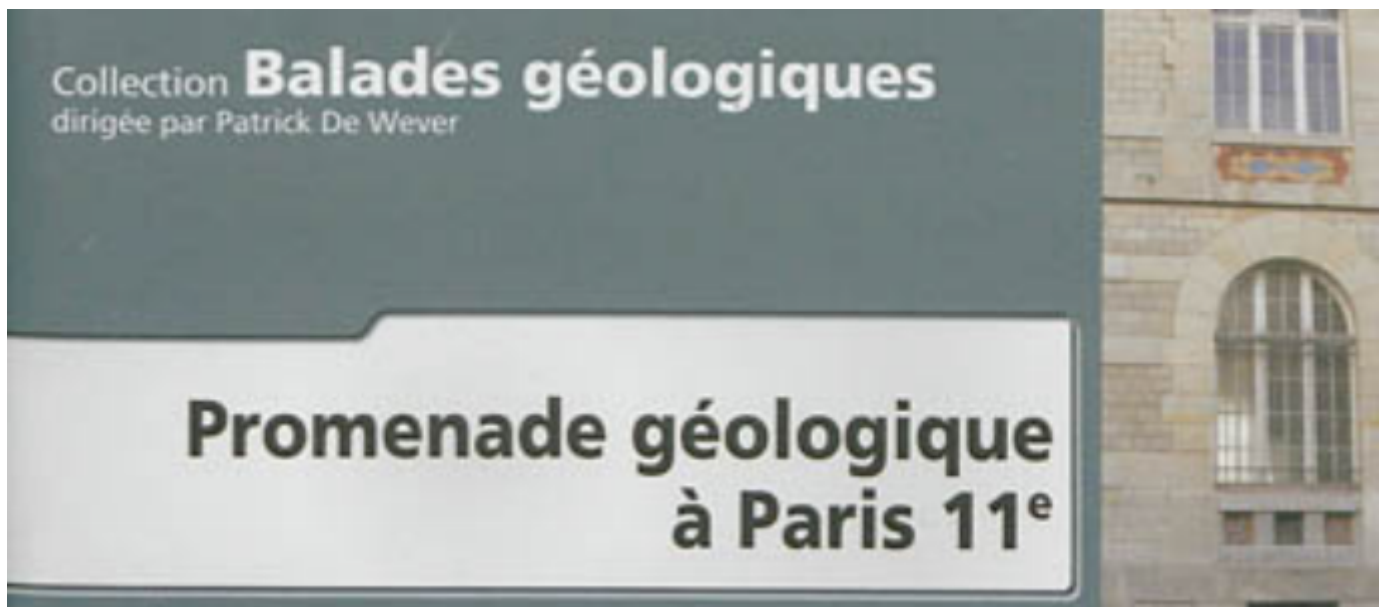 Collection Balades géologiques
dirigée par Patrick De Wever
Promenade géologique
à Paris 11e